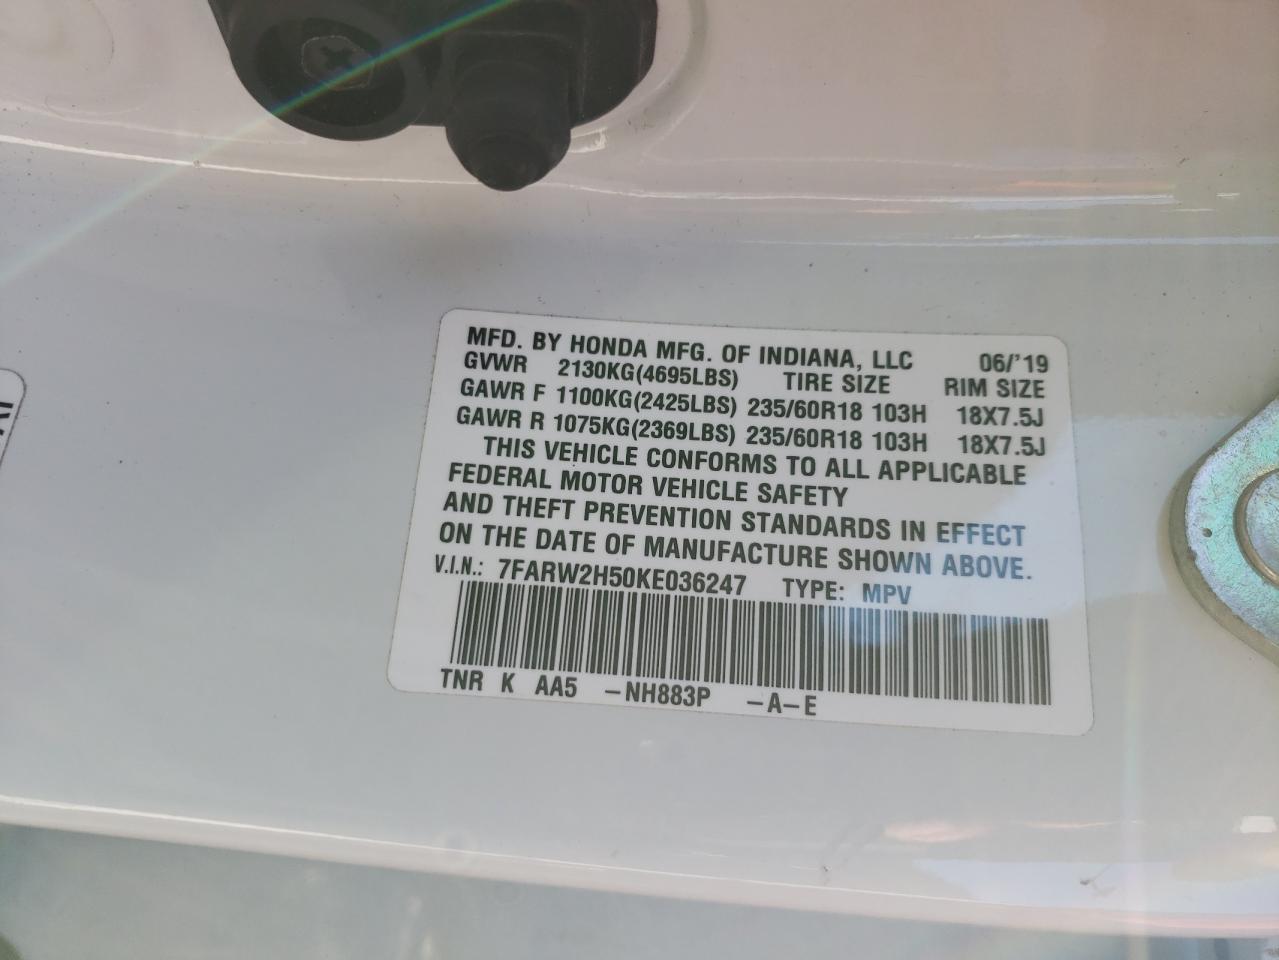 MFD. BY HONDA MFG. OF INDIANA, LLC 06/'19
GVWR 2130KG(4695LBS) TIRE SIZE RIM SIZE
GAWR F 1100KG(2425LBS) 235/60R18 103H 18X7.5J
GAWR R 1075KG(2369LBS) 235/60R18 103H 18X7.5J
THIS VEHICLE CONFORMS TO ALL APPLICABLE
FEDERAL MOTOR VEHICLE SAFETY
AND THEFT PREVENTION STANDARDS IN EFFECT
ON THE DATE OF MANUFACTURE SHOWN ABOVE.
V.I.N.: 7FARW2H50KE036247 TYPE: MPV
TNR K AA5 -NH883P -A-E